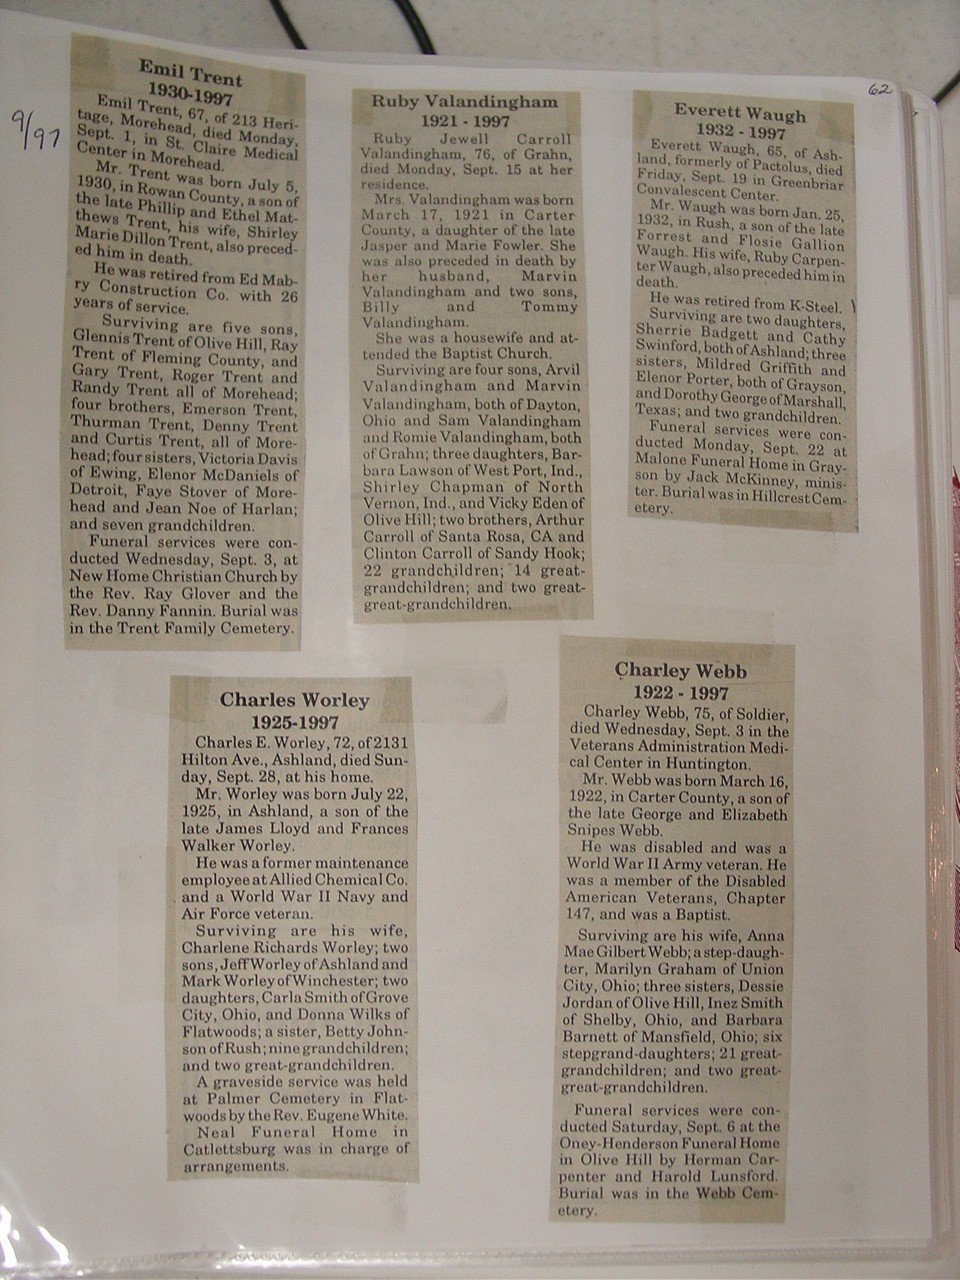 62
9/97
Emil Trent
1930-1997
Emil Trent, 67, of 213 Heri-
tage, Morehead, died Monday,
Sept. 1, in St. Claire Medical
Center in Morehead.
Mr. Trent was born July 5,
1930, in Rowan County, a son of
the late Phillip and Ethel Mat-
thews Trent, his wife, Shirley
Marie Dillon Trent, also preced-
ed him in death.
He was retired from Ed Mab-
ry Construction Co. with 26
years of service.
Surviving are five sons,
Glennis Trent of Olive Hill, Ray
Trent of Fleming County, and
Gary Trent, Roger Trent and
Randy Trent all of Morehead;
four brothers, Emerson Trent,
Thurman Trent, Denny Trent
and Curtis Trent, all of More-
head; four sisters, Victoria Davis
of Ewing, Elenor McDaniels of
Detroit, Faye Stover of More-
head and Jean Noe of Harlan;
and seven grandchildren.
Funeral services were con-
ducted Wednesday, Sept. 3, at
New Home Christian Church by
the Rev. Ray Glover and the
Rev. Danny Fannin. Burial was
in the Trent Family Cemetery.
Ruby Valandingham
1921 - 1997
Ruby Jewell Carroll
Valandingham, 76, of Grahn,
died Monday, Sept. 15 at her
residence.
Mrs. Valandingham was born
March 17, 1921 in Carter
County, a daughter of the late
Jasper and Marie Fowler. She
was also preceded in death by
her husband, Marvin
Valandingham and two sons,
Billy and Tommy
Valandingham.
She was a housewife and at-
tended the Baptist Church.
Surviving are four sons, Arvil
Valandingham and Marvin
Valandingham, both of Dayton,
Ohio and Sam Valandingham
and Romie Valandingham, both
of Grahn; three daughters, Bar-
bara Lawson of West Port, Ind.,
Shirley Chapman of North
Vernon, Ind., and Vicky Eden of
Olive Hill; two brothers, Arthur
Carroll of Santa Rosa, CA and
Clinton Carroll of Sandy Hook;
22 grandchildren; 14 great-
grandchildren; and two great-
great-grandchildren.
Everett Waugh
1932 - 1997
Everett Waugh, 65, of Ash-
land, formerly of Pactolus, died
Friday, Sept. 19 in Greenbriar
Convalescent Center.
Mr. Waugh was born Jan. 25,
1932, in Rush, a son of the late
Forrest and Flosie Gallion
Waugh. His wife, Ruby Carpen-
ter Waugh, also preceded him in
death.
He was retired from K-Steel.
Surviving are two daughters,
Sherrie Badgett and Cathy
Swinford, both of Ashland; three
sisters, Mildred Griffith and
Elenor Porter, both of Grayson,
and Dorothy George of Marshall,
Texas; and two grandchildren.
Funeral services were con-
ducted Monday, Sept. 22 at
Malone Funeral Home in Gray-
son by Jack McKinney, minis-
ter. Burial was in Hillcrest Cem-
etery.
Charles Worley
1925-1997
Charles E. Worley, 72, of 2131
Hilton Ave., Ashland, died Sun-
day, Sept. 28, at his home.
Mr. Worley was born July 22,
1925, in Ashland, a son of the
late James Lloyd and Frances
Walker Worley.
He was a former maintenance
employee at Allied Chemical Co.
and a World War II Navy and
Air Force veteran.
Surviving are his wife,
Charlene Richards Worley; two
sons, Jeff Worley of Ashland and
Mark Worley of Winchester; two
daughters, Carla Smith of Grove
City, Ohio, and Donna Wilks of
Flatwoods; a sister, Betty John-
son of Rush; nine grandchildren;
and two great-grandchildren.
A graveside service was held
at Palmer Cemetery in Flat-
woods by the Rev. Eugene White.
Neal Funeral Home in
Catlettsburg was in charge of
arrangements.
Charley Webb
1922 - 1997
Charley Webb, 75, of Soldier,
died Wednesday, Sept. 3 in the
Veterans Administration Medi-
cal Center in Huntington.
Mr. Webb was born March 16,
1922, in Carter County, a son of
the late George and Elizabeth
Snipes Webb.
He was disabled and was a
World War II Army veteran. He
was a member of the Disabled
American Veterans, Chapter
147, and was a Baptist.
Surviving are his wife, Anna
Mae Gilbert Webb; a step-daugh-
ter, Marilyn Graham of Union
City, Ohio; three sisters, Dessie
Jordan of Olive Hill, Inez Smith
of Shelby, Ohio, and Barbara
Barnett of Mansfield, Ohio; six
stepgrand-daughters; 21 great-
grandchildren; and two great-
great-grandchildren.
Funeral services were con-
ducted Saturday, Sept. 6 at the
Oney-Henderson Funeral Home
in Olive Hill by Herman Car-
penter and Harold Lunsford.
Burial was in the Webb Cem-
etery.